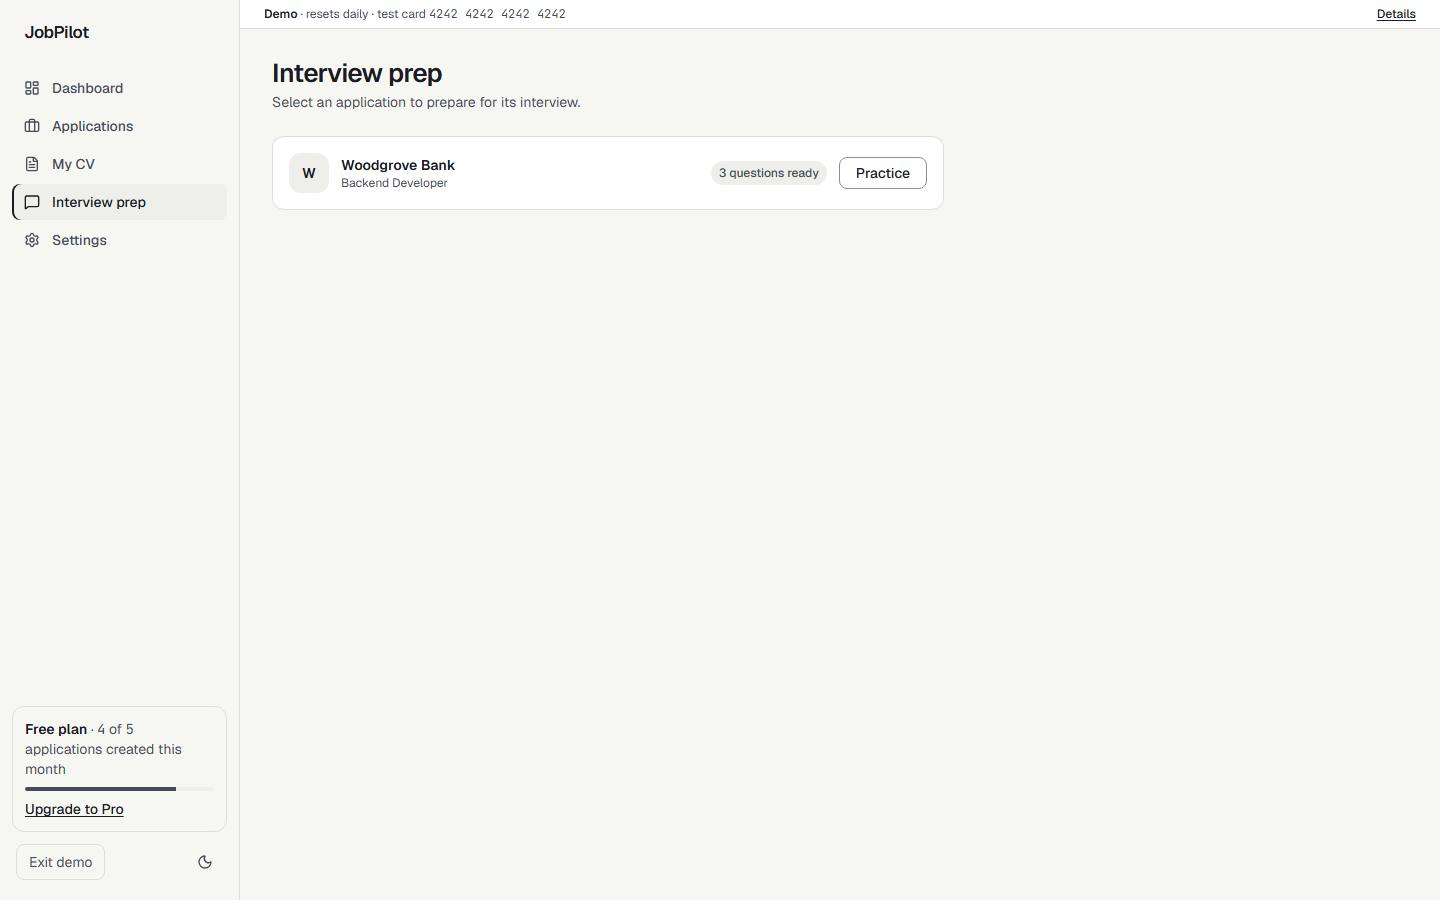 JobPilot
Dashboard
Applications
My CV
Interview prep
Settings
Free plan · 4 of 5
applications created this
month
Upgrade to Pro
Exit demo
Demo · resets daily · test card 4242 4242 4242 4242
Details
Interview prep
Select an application to prepare for its interview.
W
Woodgrove Bank
Backend Developer
3 questions ready
Practice